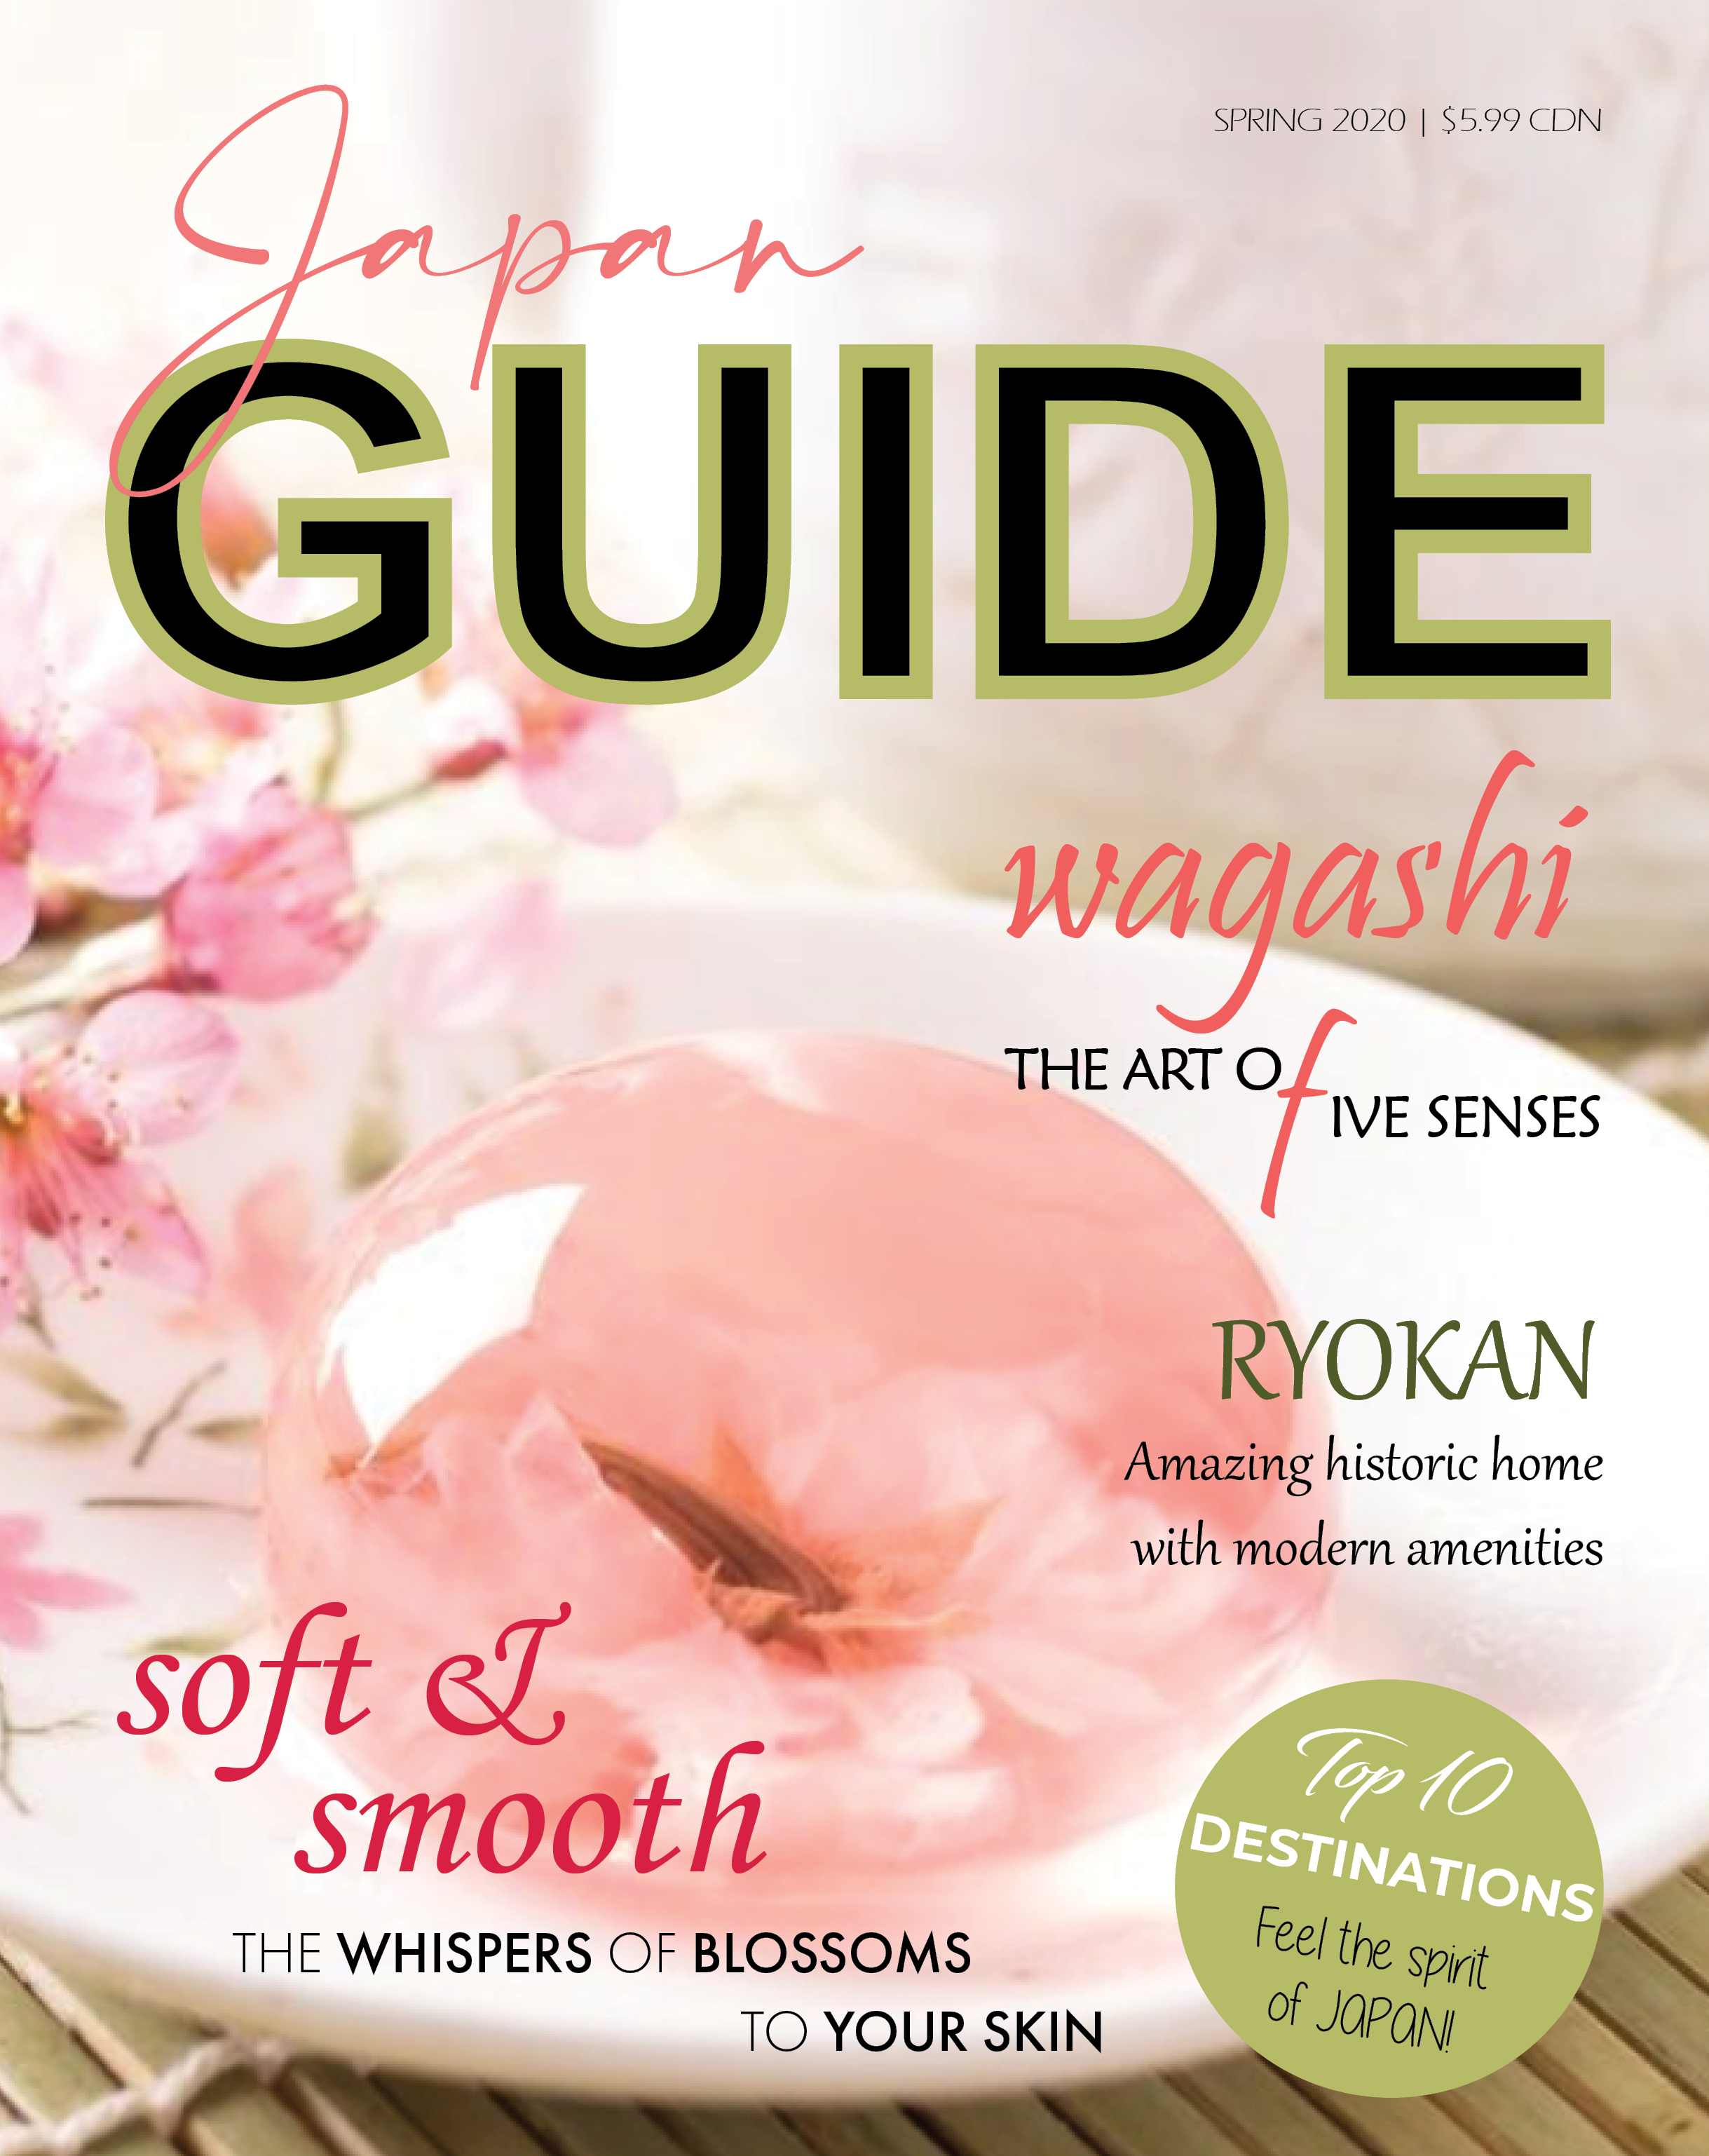 SPRING 2020 | $5.99 CDN
Japan
GUIDE
wagashi
THE ART Of
IVE SENSES
RYOKAN
Amazing historic home
with modern amenities
soft &
smooth
THE WHISPERS OF BLOSSOMS
TO YOUR SKIN
Top 10
DESTINATIONS
Feel the spirit
of JAPAN!